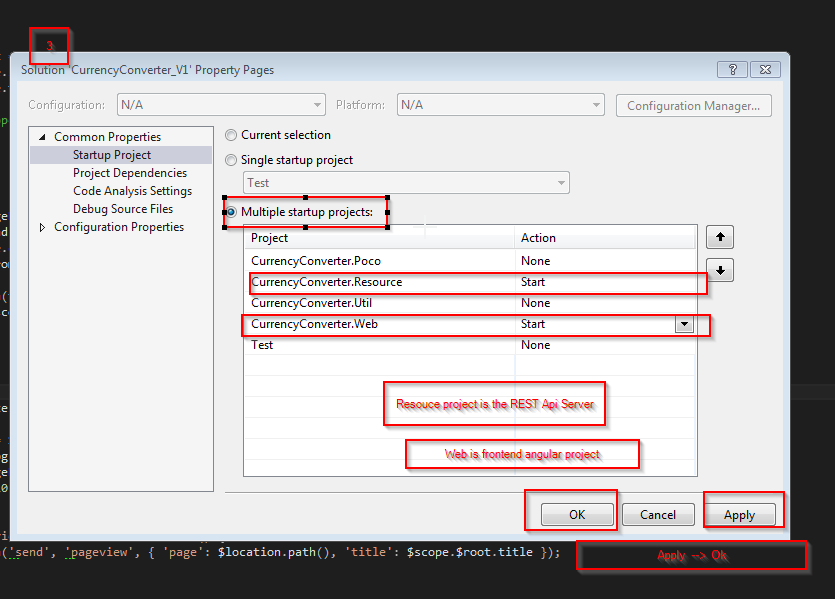 3
Solution 'CurrencyConverter_V1' Property Pages
Configuration: N/A Platform: N/A Configuration Manager...
Common Properties
Startup Project
Project Dependencies
Code Analysis Settings
Debug Source Files
Configuration Properties
Current selection
Single startup project
Test
Multiple startup projects:
Project Action
CurrencyConverter.Poco None
CurrencyConverter.Resource Start
CurrencyConverter.Util None
CurrencyConverter.Web Start
Test None
Resouce project is the REST Api Server
Web is frontend angular project
OK Cancel Apply
('send', 'pageview', { 'page': $location.path(), 'title': $scope.$root.title });
Apply --> Ok